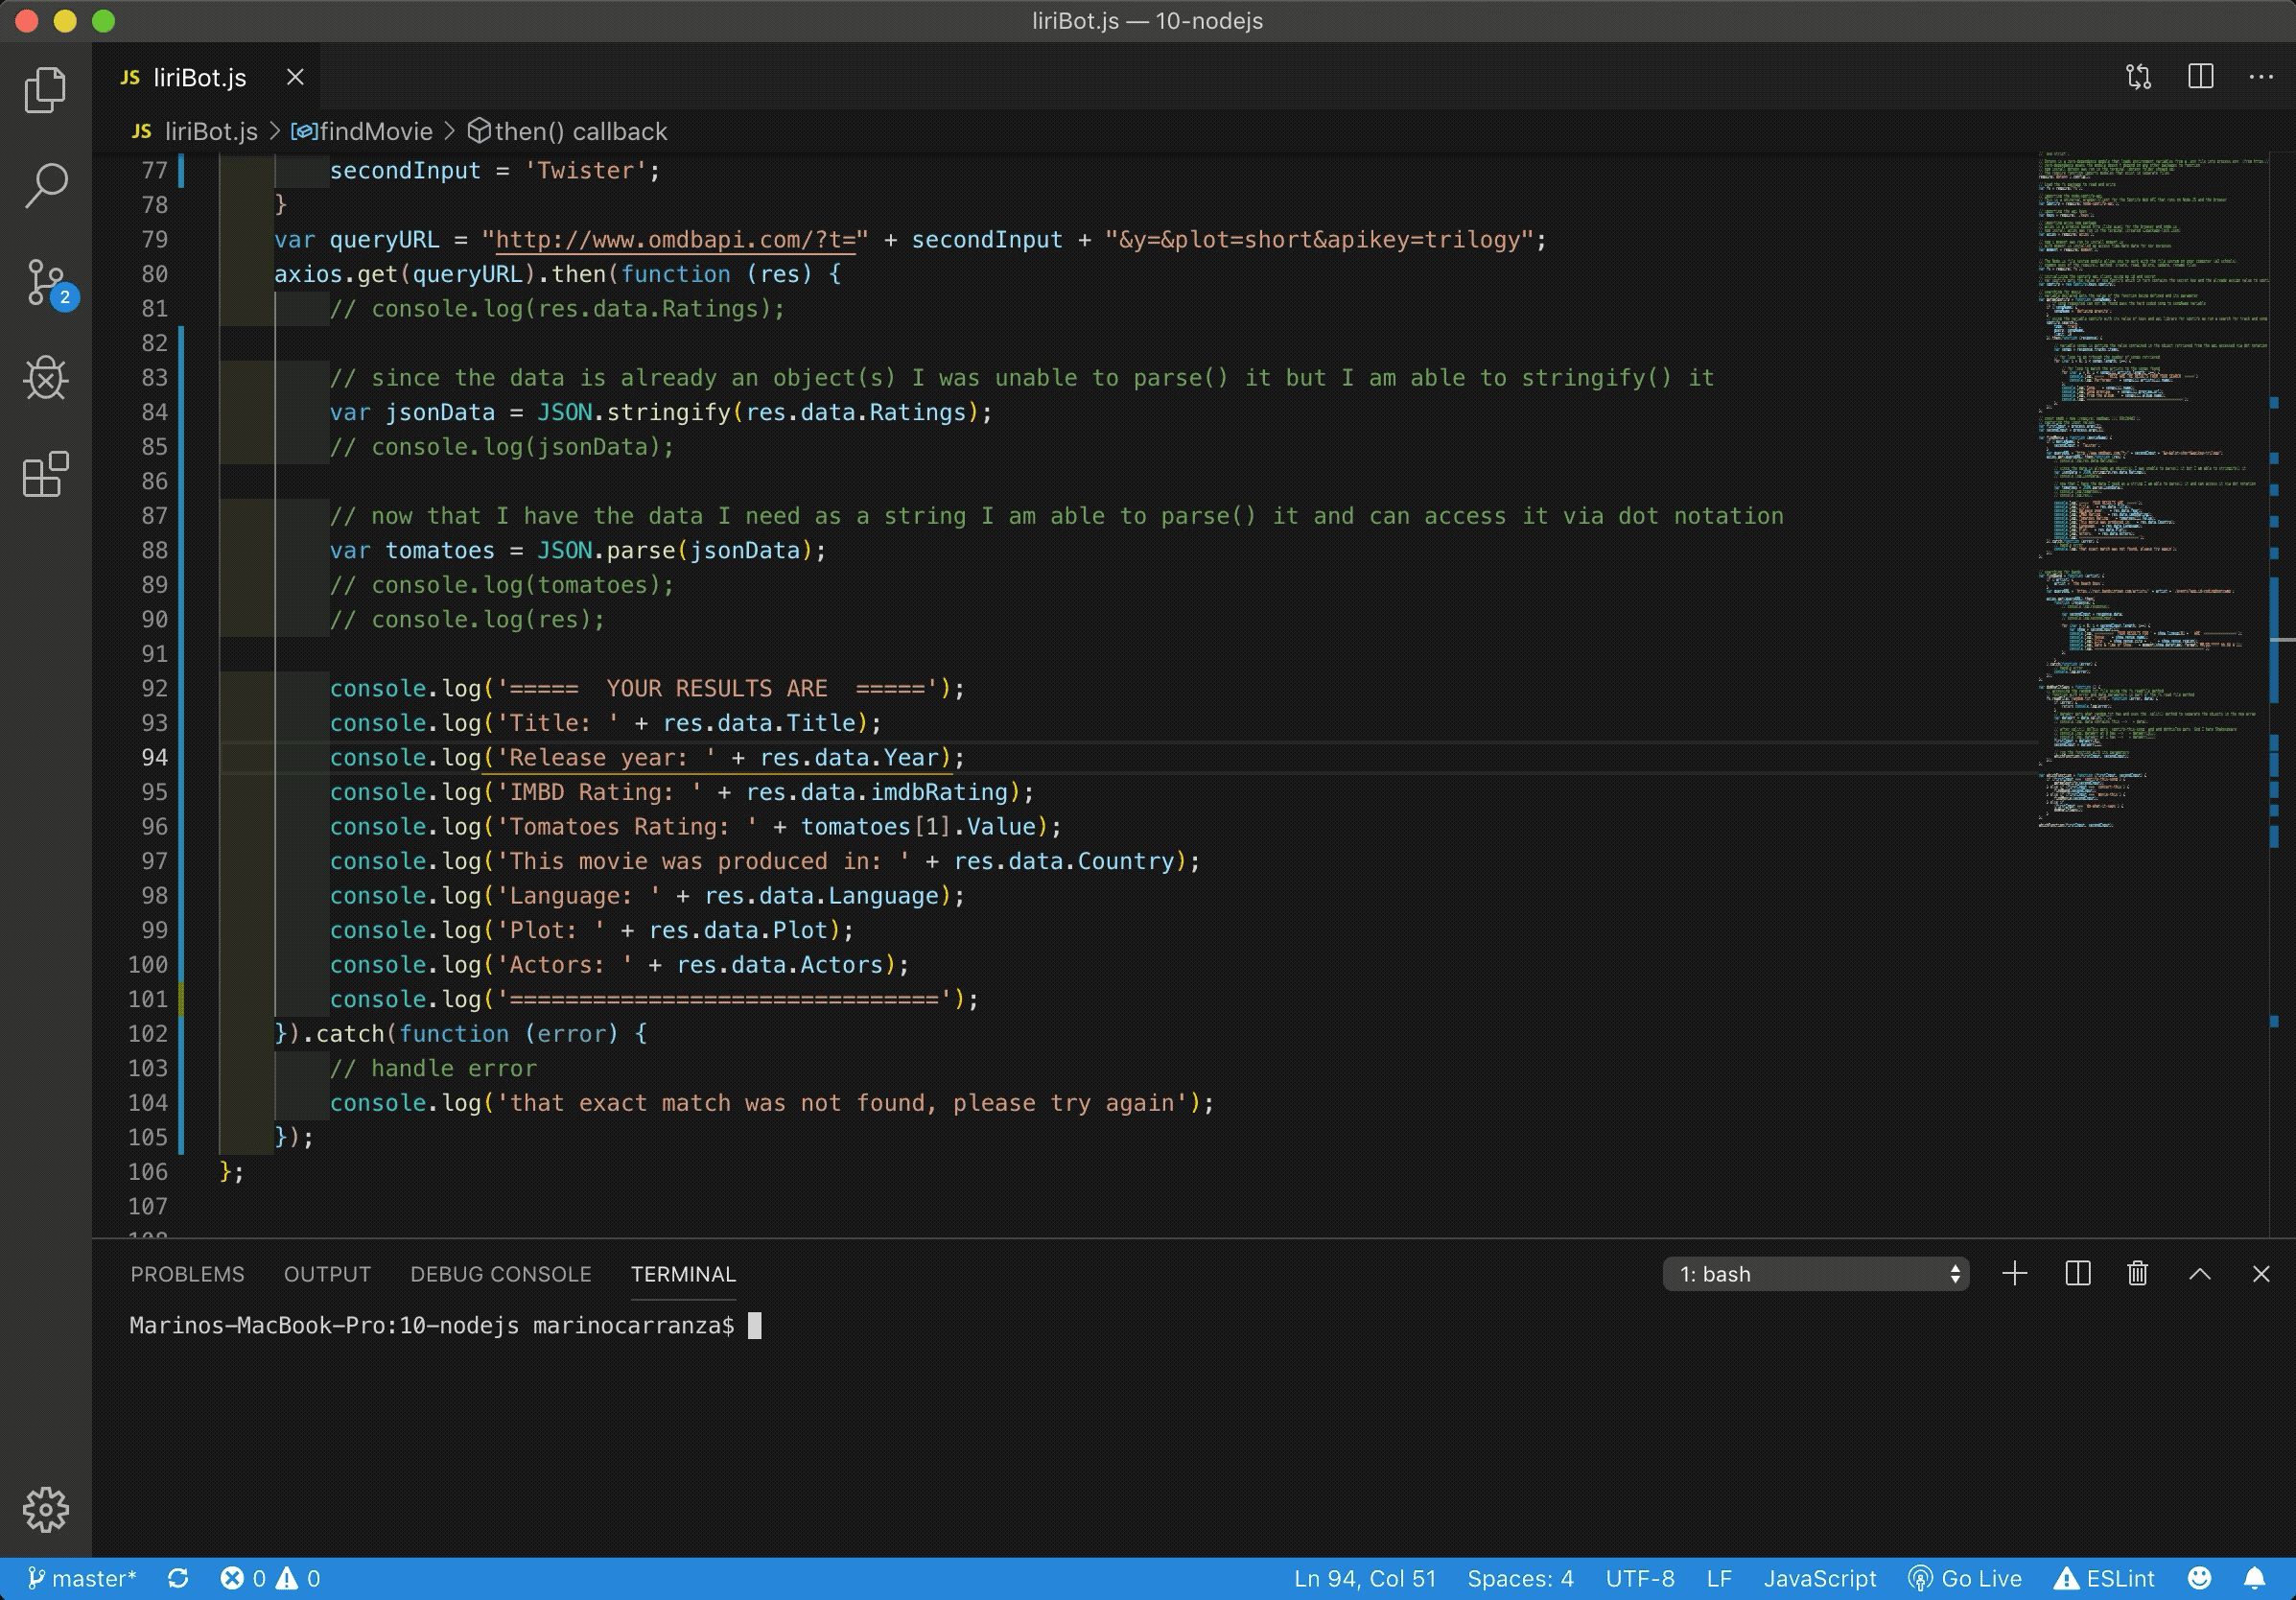 liriBot.js — 10-nodejs
JS liriBot.js
JS liriBot.js > findMovie > then() callback
77 secondInput = 'Twister';
78 }
79 var queryURL = "http://www.omdbapi.com/?t=" + secondInput + "&y=&plot=short&apikey=trilogy";
80 axios.get(queryURL).then(function (res) {
81 // console.log(res.data.Ratings);
82
83 // since the data is already an object(s) I was unable to parse() it but I am able to stringify() it
84 var jsonData = JSON.stringify(res.data.Ratings);
85 // console.log(jsonData);
86
87 // now that I have the data I need as a string I am able to parse() it and can access it via dot notation
88 var tomatoes = JSON.parse(jsonData);
89 // console.log(tomatoes);
90 // console.log(res);
91
92 console.log('=====  YOUR RESULTS ARE  =====');
93 console.log('Title: ' + res.data.Title);
94 console.log('Release year: ' + res.data.Year);
95 console.log('IMBD Rating: ' + res.data.imdbRating);
96 console.log('Tomatoes Rating: ' + tomatoes[1].Value);
97 console.log('This movie was produced in: ' + res.data.Country);
98 console.log('Language: ' + res.data.Language);
99 console.log('Plot: ' + res.data.Plot);
100 console.log('Actors: ' + res.data.Actors);
101 console.log('===============================');
102 }).catch(function (error) {
103 // handle error
104 console.log('that exact match was not found, please try again');
105 });
106 };
107
108
2
PROBLEMS OUTPUT DEBUG CONSOLE TERMINAL 1: bash
Marinos-MacBook-Pro:10-nodejs marinocarranza$
master* 0 0 Ln 94, Col 51 Spaces: 4 UTF-8 LF JavaScript Go Live ESLint